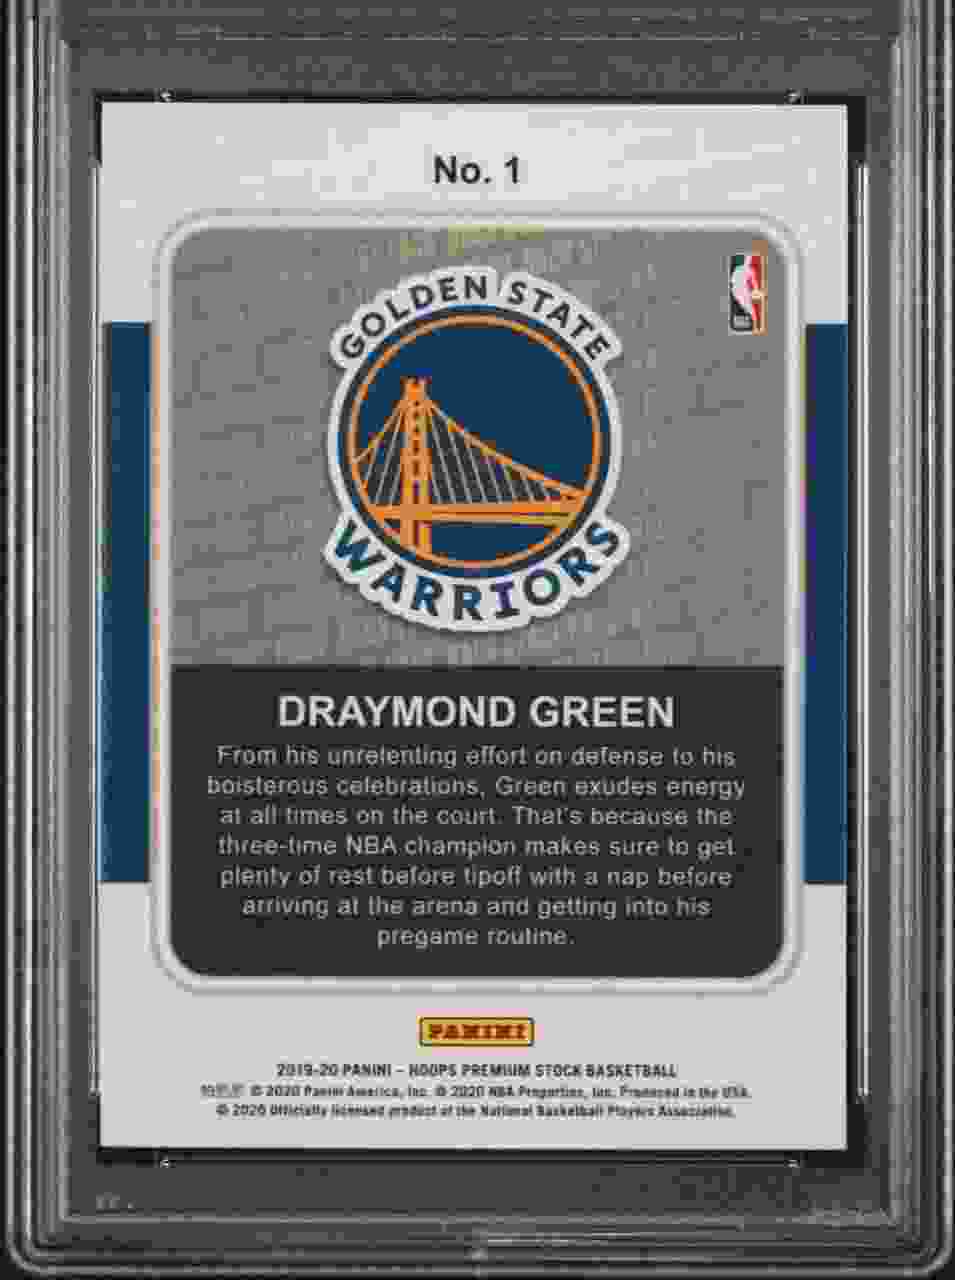 No. 1
GOLDEN STATE
WARRIORS
DRAYMOND GREEN
From his unrelenting effort on defense to his
boisterous celebrations, Green exudes energy
at all times on the court. That's because the
three-time NBA champion makes sure to get
plenty of rest before tipoff with a nap before
arriving at the arena and getting into his
pregame routine.
PANINI
2019-20 PANINI – HOOPS PREMIUM STOCK BASKETBALL
© 2020 Panini America, Inc. © 2020 NBA Properties, Inc. Produced in the USA.
© 2020 Officially licensed product of the National Basketball Players Association.